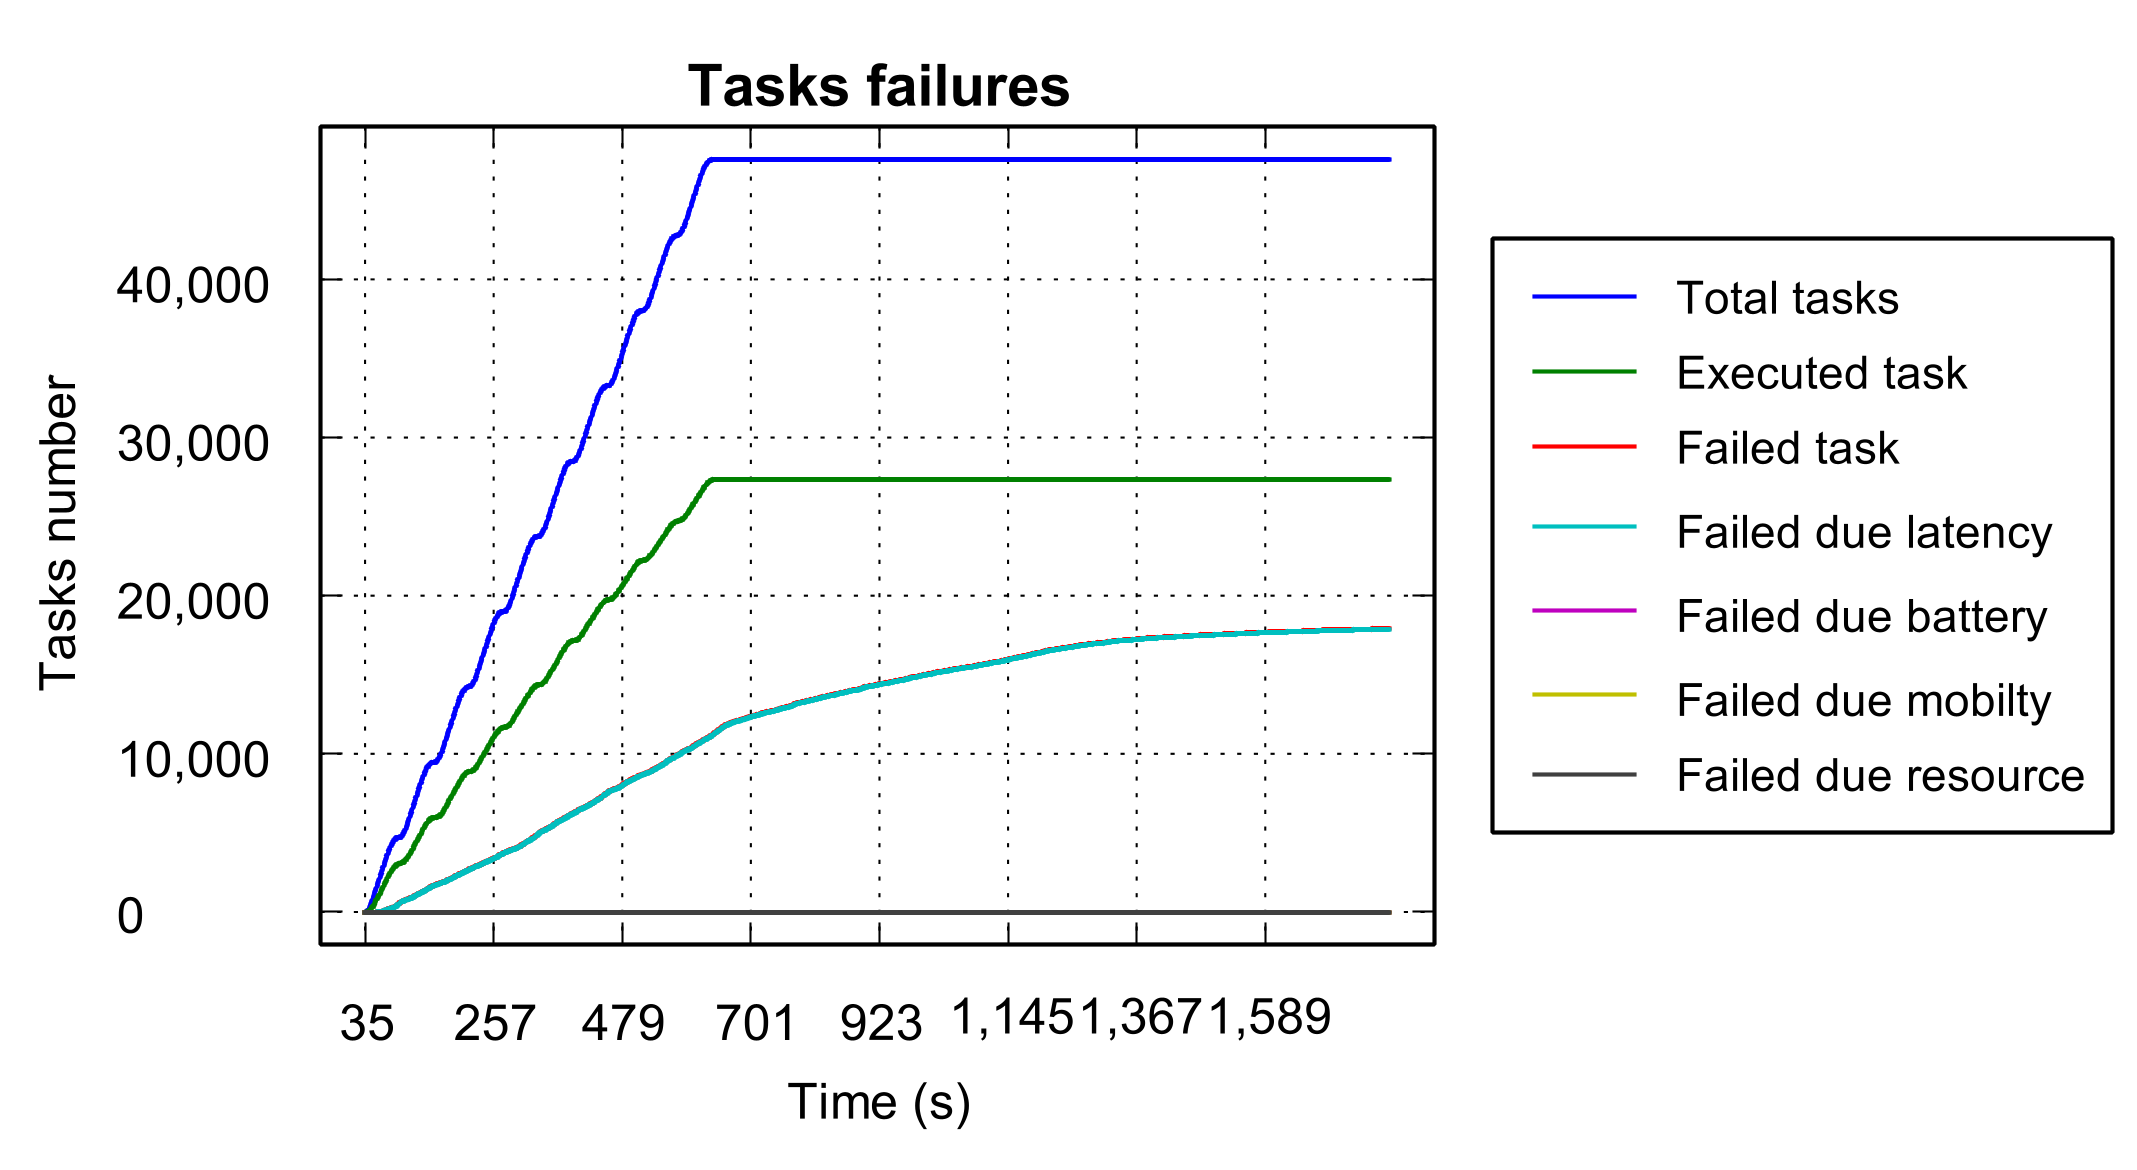 Tasks failures
40,000
30,000
20,000
10,000
0
Tasks number
35 257 479 701 923 1,145 1,367 1,589
Time (s)
Total tasks
Executed task
Failed task
Failed due latency
Failed due battery
Failed due mobilty
Failed due resource